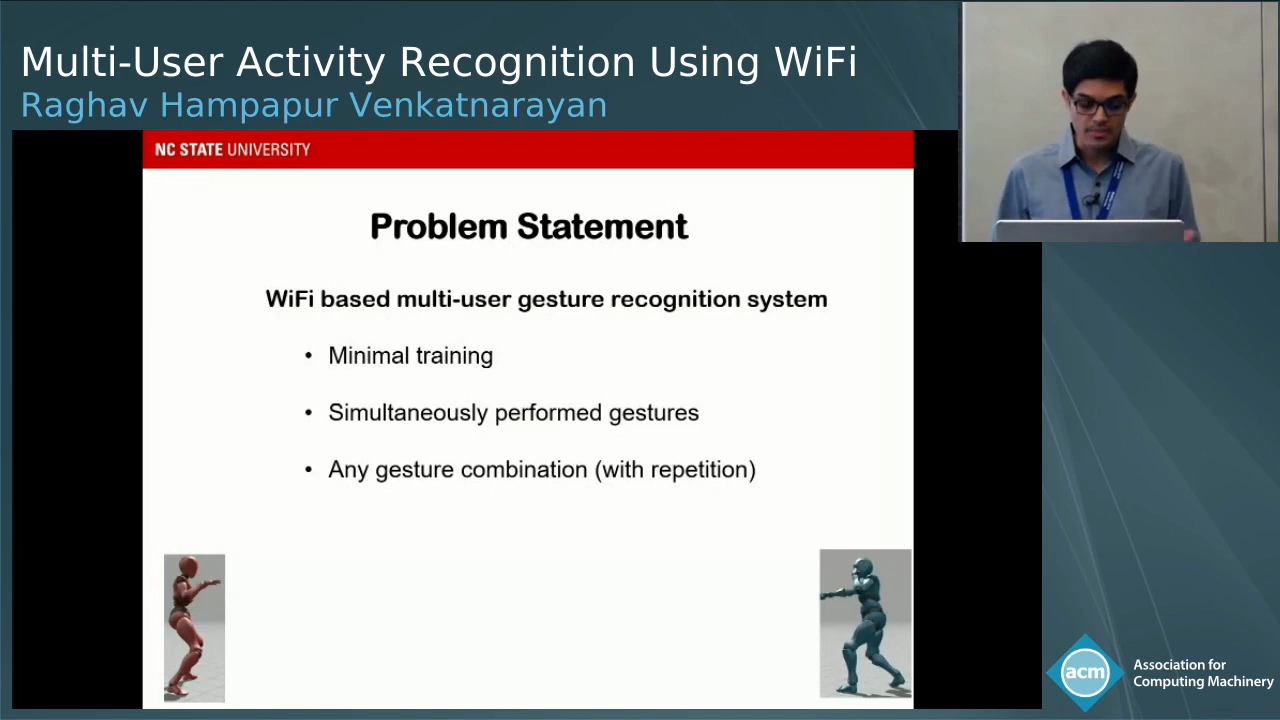 Multi-User Activity Recognition Using WiFi
Raghav Hampapur Venkatnarayan
NC STATE UNIVERSITY
Problem Statement
WiFi based multi-user gesture recognition system
• Minimal training
• Simultaneously performed gestures
• Any gesture combination (with repetition)
acm
Association for
Computing Machinery